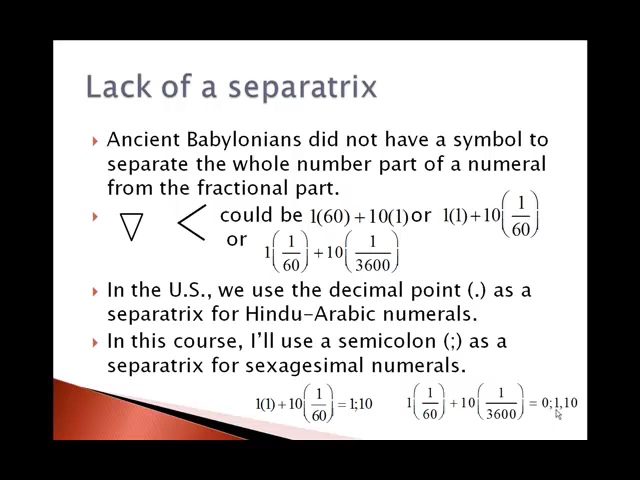 Lack of a separatrix
Ancient Babylonians did not have a symbol to
separate the whole number part of a numeral
from the fractional part.
could be 1(60)+10(1) or 1(1)+10(1/60)
or 1(1/60)+10(1/3600)
In the U.S., we use the decimal point (.) as a
separatrix for Hindu-Arabic numerals.
In this course, I'll use a semicolon (;) as a
separatrix for sexagesimal numerals.
1(1)+10(1/60)=1;10 1(1/60)+10(1/3600)=0;1,10